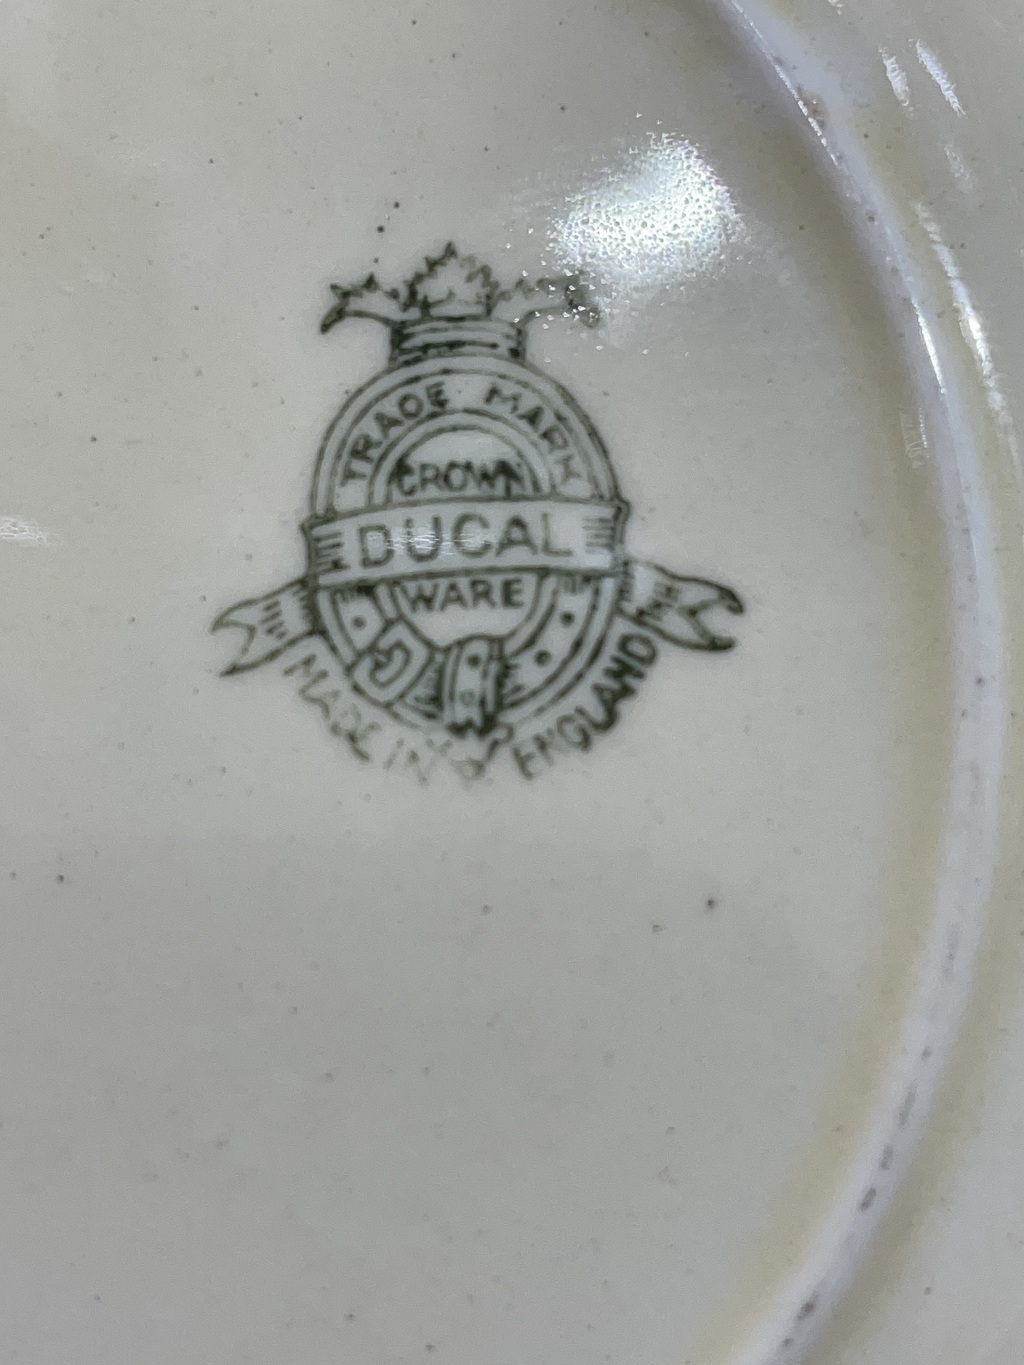 TRADE MARK
CROWN
DUCAL
WARE
MADE IN ENGLAND